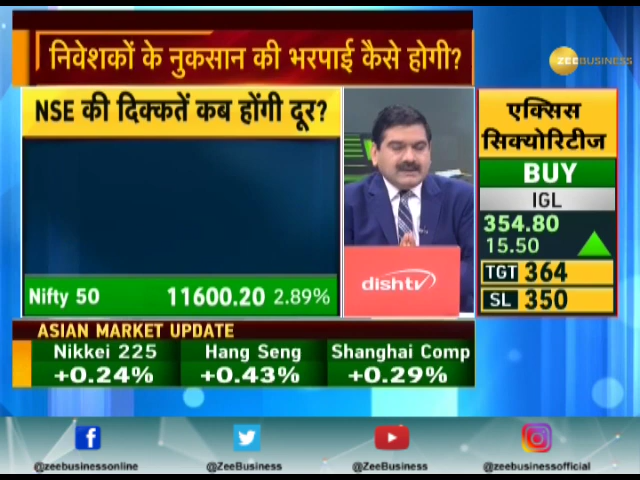 निवेशकों के नुकसान की भरपाई कैसे होगी?
ZEEBUSINESS
NSE की दिक्कतें कब होंगी दूर?
एक्सिस
सिक्योरिटीज
BUY
IGL
354.80
15.50
TGT 364
SL 350
dishtv
Nifty 50 11600.20 2.89%
ASIAN MARKET UPDATE
Nikkei 225 Hang Seng Shanghai Comp
+0.24% +0.43% +0.29%
@zeebusinessonline @ZeeBusiness @ZeeBusiness @zeebusinessofficial